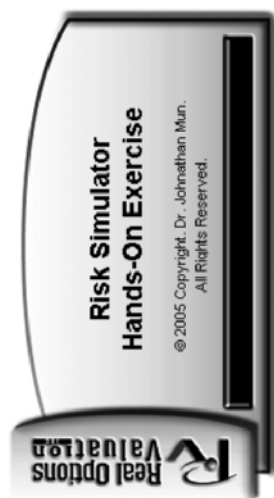 Real Options
Valuation
Risk Simulator
Hands-On Exercise
© 2005 Copyright. Dr. Johnathan Mun.
All Rights Reserved.